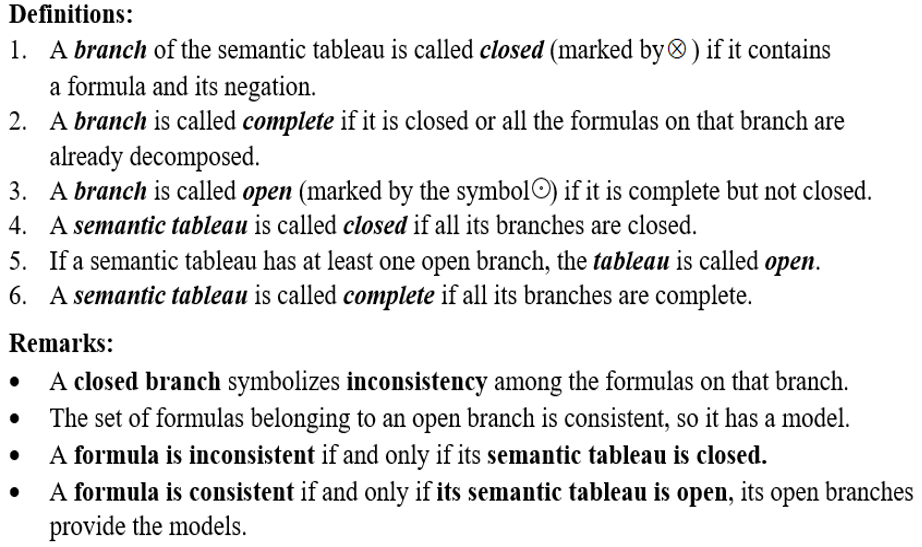 Definitions:
1. A branch of the semantic tableau is called closed (marked by ⊗ ) if it contains
a formula and its negation.
2. A branch is called complete if it is closed or all the formulas on that branch are
already decomposed.
3. A branch is called open (marked by the symbol ⊙) if it is complete but not closed.
4. A semantic tableau is called closed if all its branches are closed.
5. If a semantic tableau has at least one open branch, the tableau is called open.
6. A semantic tableau is called complete if all its branches are complete.
Remarks:
• A closed branch symbolizes inconsistency among the formulas on that branch.
• The set of formulas belonging to an open branch is consistent, so it has a model.
• A formula is inconsistent if and only if its semantic tableau is closed.
• A formula is consistent if and only if its semantic tableau is open, its open branches
provide the models.